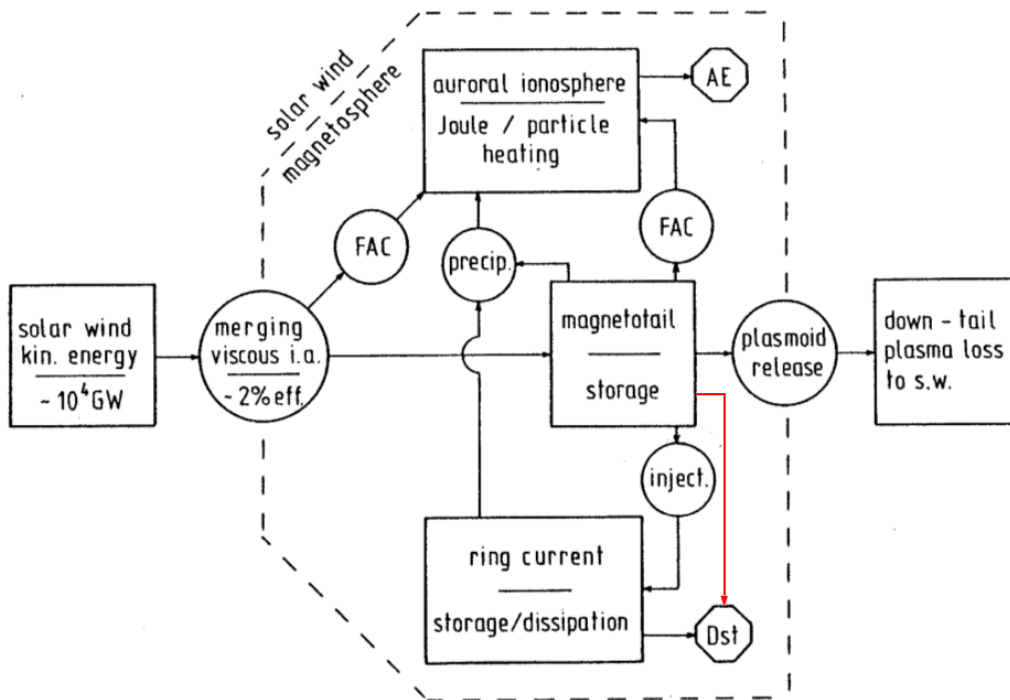 solar wind
magnetosphere
auroral ionosphere
Joule / particle
heating
AE
FAC
FAC
precip.
solar wind
kin. energy
~ 10⁴ GW
merging
viscous i.a.
~ 2% eff.
magnetotail
storage
plasmoid
release
down - tail
plasma loss
to s.w.
inject.
ring current
storage/dissipation
Dst